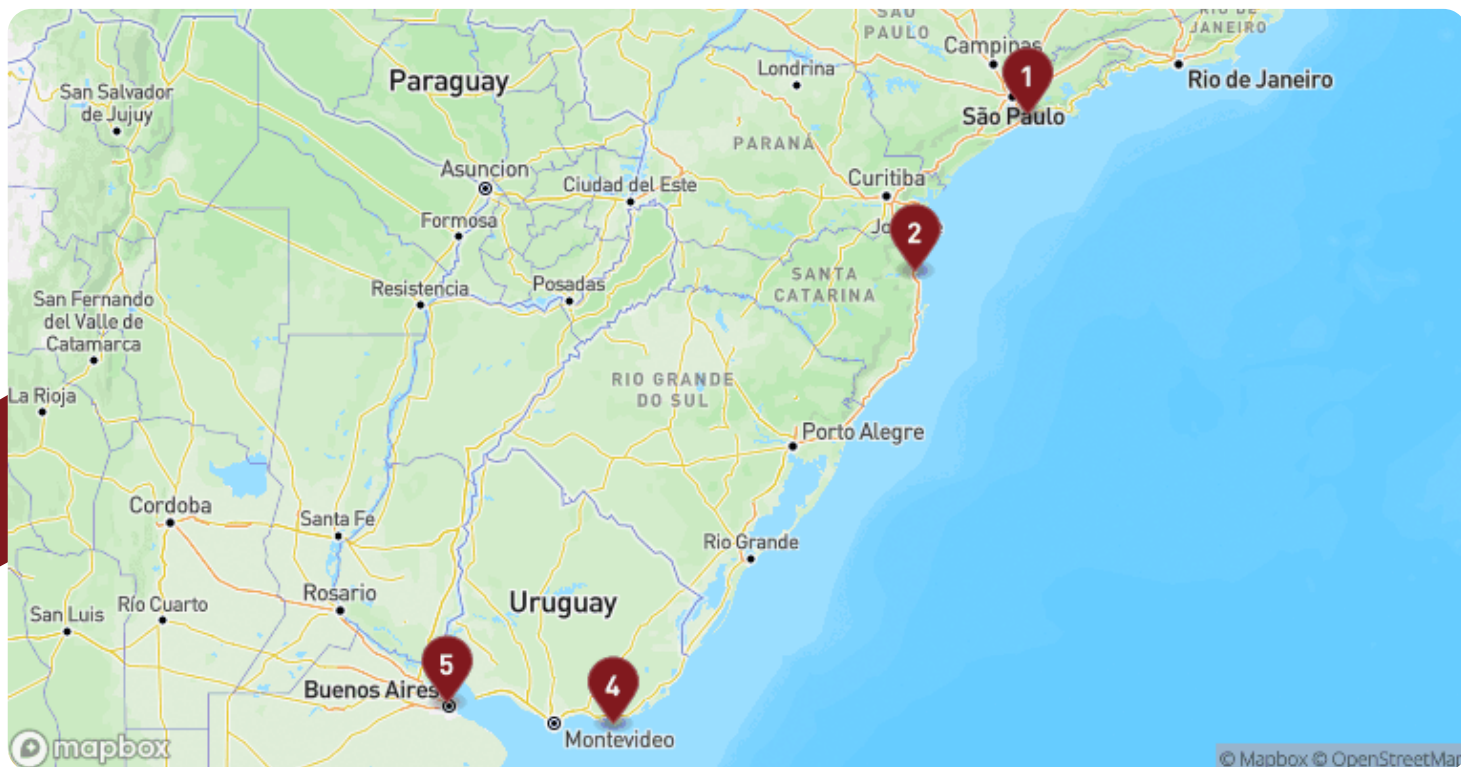 SÃO
PAULO
RIO DE
JANEIRO
Campinas
1
Londrina
Rio de Janeiro
Paraguay
San Salvador
de Jujuy
São Paulo
PARANÁ
Asuncion
Ciudad del Este
Curitiba
Formosa
2
SANTA
CATARINA
Resistencia
Posadas
San Fernando
del Valle de
Catamarca
RIO GRANDE
DO SUL
La Rioja
Porto Alegre
Cordoba
Santa Fe
Rio Grande
Rosario
Uruguay
San Luis
Río Cuarto
5
4
Buenos Aires
Montevideo
mapbox
© Mapbox © OpenStreetMap